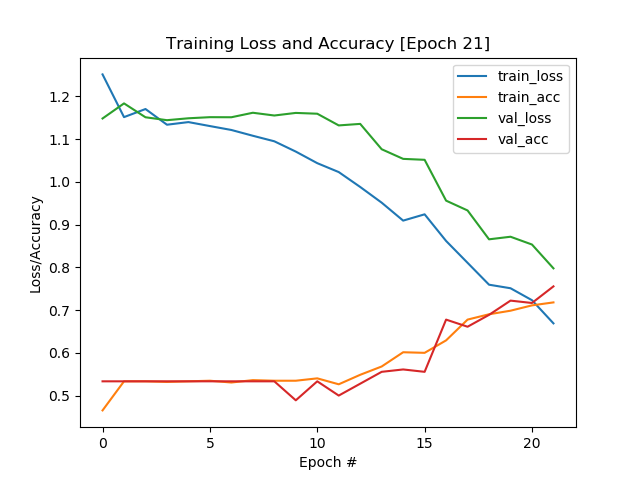 Training Loss and Accuracy [Epoch 21]
train_loss
train_acc
val_loss
val_acc
Loss/Accuracy
1.2
1.1
1.0
0.9
0.8
0.7
0.6
0.5
0 5 10 15 20
Epoch #